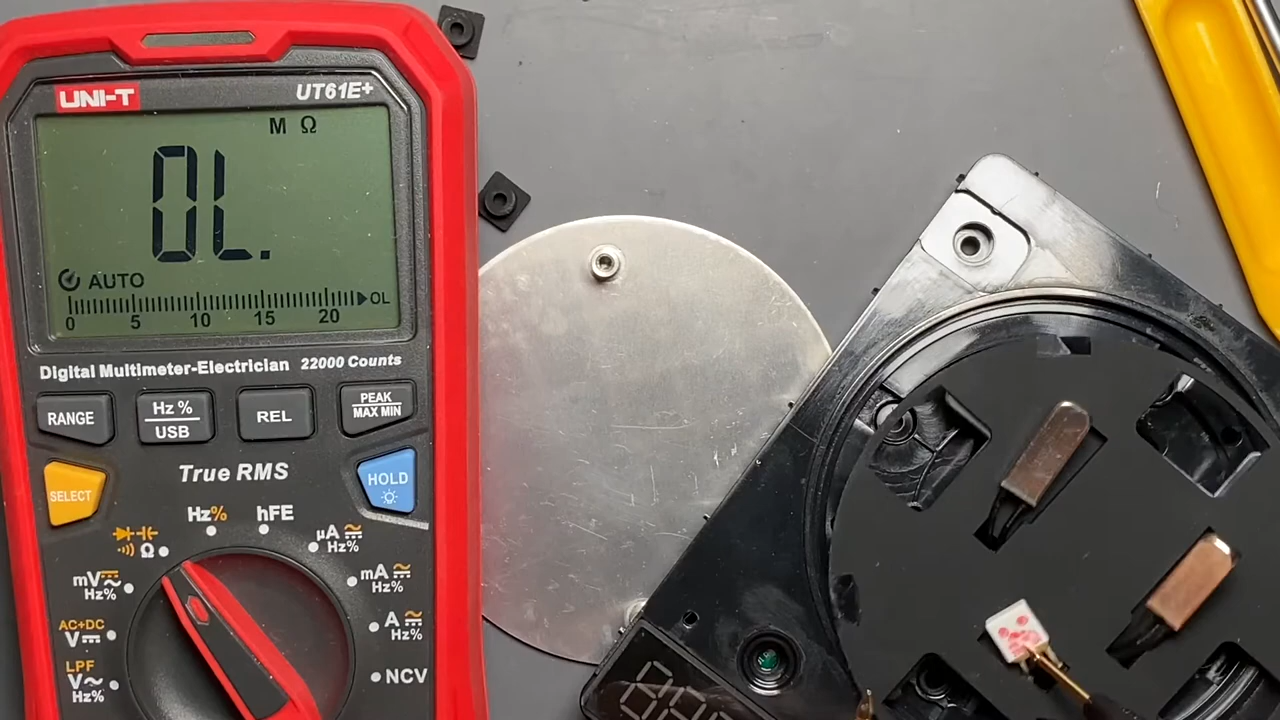 UNI-T
UT61E+
M Ω
OL.
AUTO
0 5 10 15 20 OL
Digital Multimeter-Electrician 22000 Counts
RANGE
Hz %
USB
REL
PEAK
MAX MIN
SELECT
True RMS
HOLD
Hz%
hFE
Ω
μA
Hz%
mV
Hz%
mA
Hz%
AC+DC
V
A
Hz%
LPF
V~
Hz%
NCV